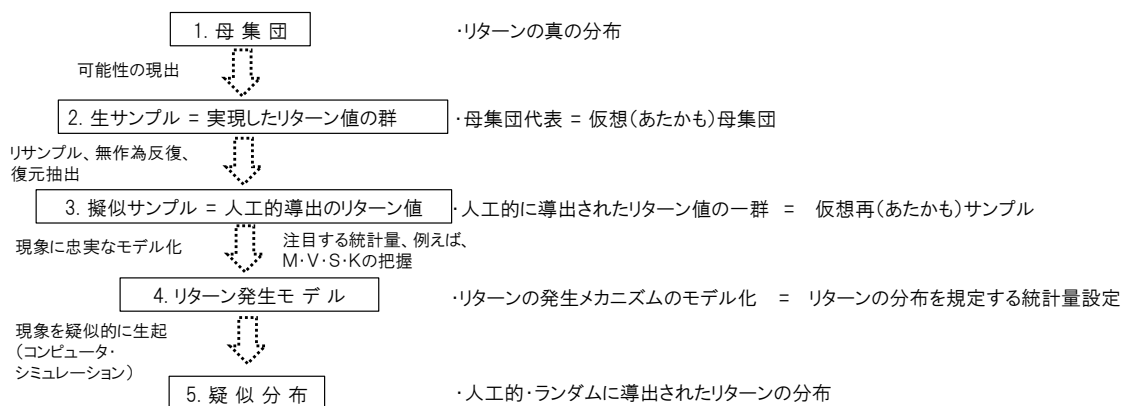 1. 母 集 団
・リターンの真の分布
可能性の現出
2. 生サンプル = 実現したリターン値の群
・母集団代表 = 仮想(あたかも)母集団
リサンプル、無作為反復、
復元抽出
3. 擬似サンプル = 人工的導出のリターン値
・人工的に導出されたリターン値の一群 = 仮想再(あたかも)サンプル
現象に忠実なモデル化
注目する統計量、例えば、
M・V・S・Kの把握
4. リターン発生モ デ ル
・リターンの発生メカニズムのモデル化 = リターンの分布を規定する統計量設定
現象を疑似的に生起
(コンピュータ・
シミュレーション)
5. 疑 似 分 布
・人工的・ランダムに導出されたリターンの分布